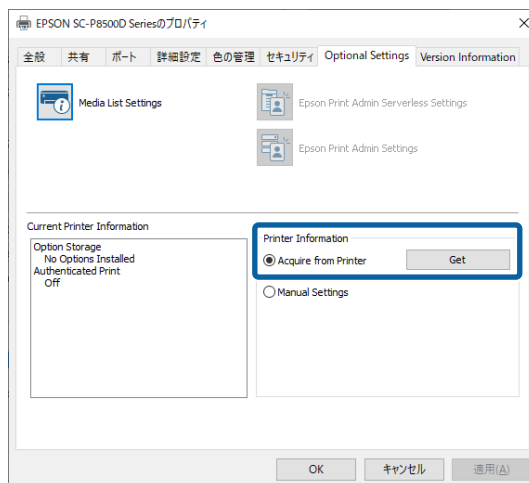 EPSON SC-P8500D Seriesのプロパティ
全般 共有 ポート 詳細設定 色の管理 セキュリティ Optional Settings Version Information
Media List Settings
Epson Print Admin Serverless Settings
Epson Print Admin Settings
Current Printer Information
Option Storage
No Options Installed
Authenticated Print
Off
Printer Information
Acquire from Printer Get
Manual Settings
OK キャンセル 適用(A)